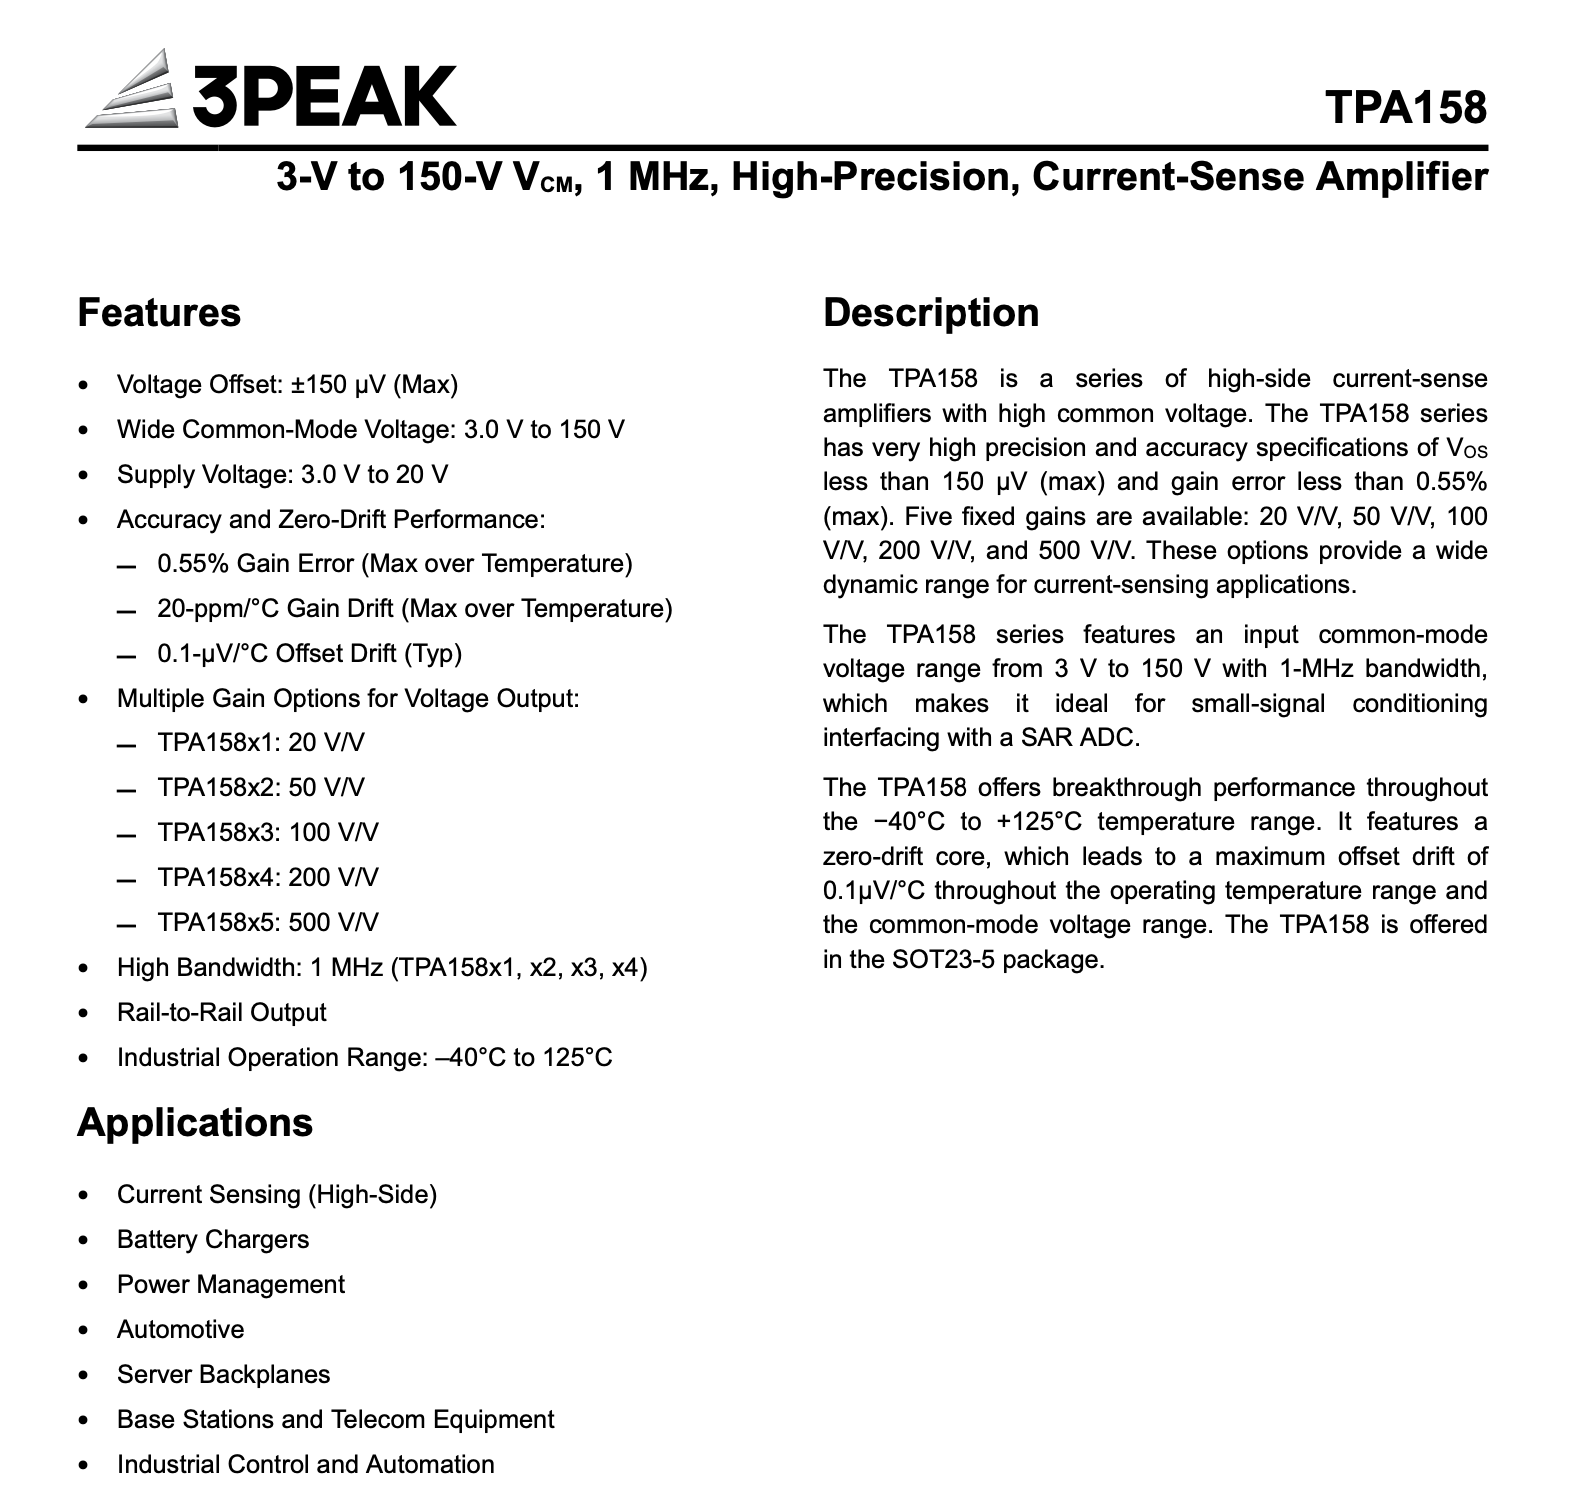 3PEAK
TPA158
3-V to 150-V VCM, 1 MHz, High-Precision, Current-Sense Amplifier
Features
• Voltage Offset: ±150 µV (Max)
• Wide Common-Mode Voltage: 3.0 V to 150 V
• Supply Voltage: 3.0 V to 20 V
• Accuracy and Zero-Drift Performance:
– 0.55% Gain Error (Max over Temperature)
– 20-ppm/°C Gain Drift (Max over Temperature)
– 0.1-µV/°C Offset Drift (Typ)
• Multiple Gain Options for Voltage Output:
– TPA158x1: 20 V/V
– TPA158x2: 50 V/V
– TPA158x3: 100 V/V
– TPA158x4: 200 V/V
– TPA158x5: 500 V/V
• High Bandwidth: 1 MHz (TPA158x1, x2, x3, x4)
• Rail-to-Rail Output
• Industrial Operation Range: –40°C to 125°C
Applications
• Current Sensing (High-Side)
• Battery Chargers
• Power Management
• Automotive
• Server Backplanes
• Base Stations and Telecom Equipment
• Industrial Control and Automation
Description
The TPA158 is a series of high-side current-sense
amplifiers with high common voltage. The TPA158 series
has very high precision and accuracy specifications of VOS
less than 150 µV (max) and gain error less than 0.55%
(max). Five fixed gains are available: 20 V/V, 50 V/V, 100
V/V, 200 V/V, and 500 V/V. These options provide a wide
dynamic range for current-sensing applications.
The TPA158 series features an input common-mode
voltage range from 3 V to 150 V with 1-MHz bandwidth,
which makes it ideal for small-signal conditioning
interfacing with a SAR ADC.
The TPA158 offers breakthrough performance throughout
the −40°C to +125°C temperature range. It features a
zero-drift core, which leads to a maximum offset drift of
0.1µV/°C throughout the operating temperature range and
the common-mode voltage range. The TPA158 is offered
in the SOT23-5 package.